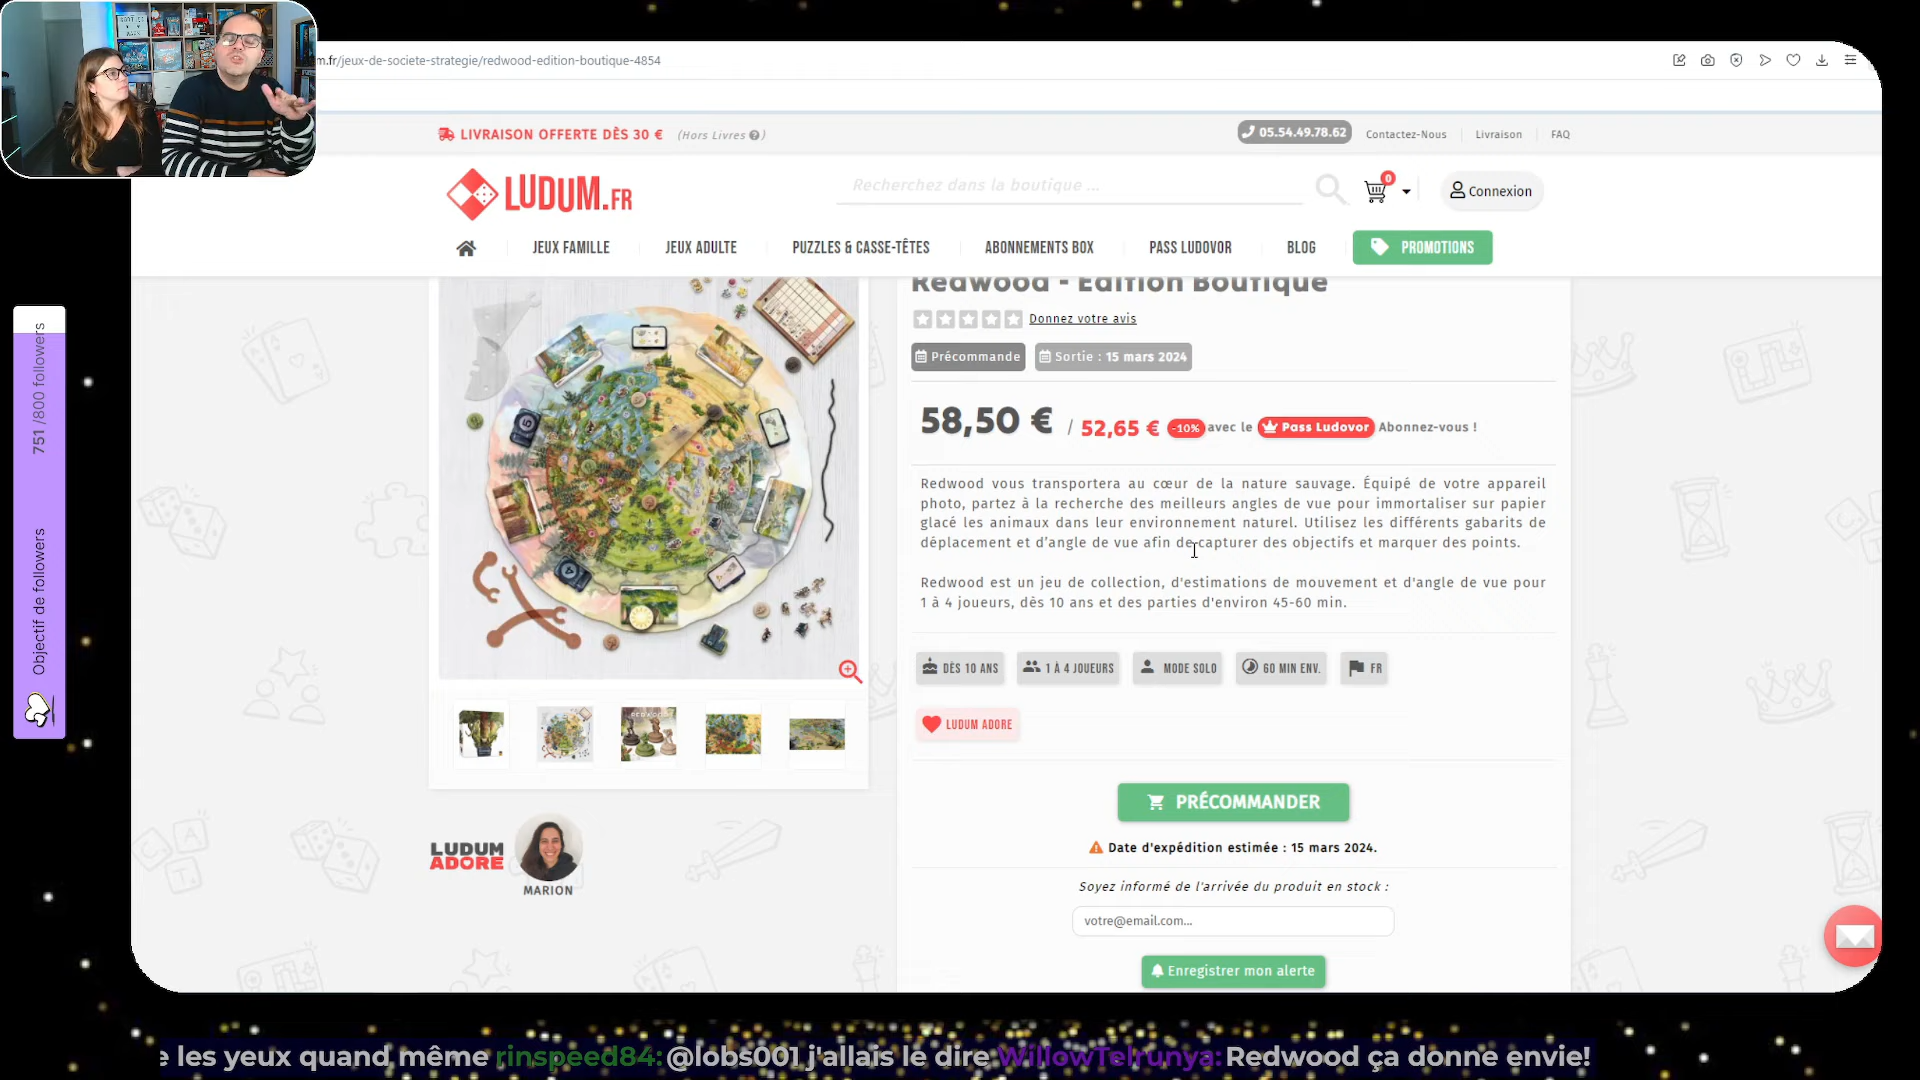 m.fr/jeux-de-societe-strategie/redwood-edition-boutique-4854
LIVRAISON OFFERTE DÈS 30 € (Hors Livres ?)
05.54.49.78.62
Contactez-Nous
Livraison
FAQ
LUDUM.FR
Recherchez dans la boutique ...
0
Connexion
JEUX FAMILLE
JEUX ADULTE
PUZZLES & CASSE-TÊTES
ABONNEMENTS BOX
PASS LUDOVOR
BLOG
PROMOTIONS
Redwood - Edition Boutique
Donnez votre avis
Précommande
Sortie : 15 mars 2024
58,50 € / 52,65 € -10% avec le Pass Ludovor Abonnez-vous !
Redwood vous transportera au cœur de la nature sauvage. Équipé de votre appareil
photo, partez à la recherche des meilleurs angles de vue pour immortaliser sur papier
glacé les animaux dans leur environnement naturel. Utilisez les différents gabarits de
déplacement et d'angle de vue afin de capturer des objectifs et marquer des points.
Redwood est un jeu de collection, d'estimations de mouvement et d'angle de vue pour
1 à 4 joueurs, dès 10 ans et des parties d'environ 45-60 min.
DÈS 10 ANS
1 À 4 JOUEURS
MODE SOLO
60 MIN ENV.
FR
LUDUM ADORE
PRÉCOMMANDER
Date d'expédition estimée : 15 mars 2024.
Soyez informé de l'arrivée du produit en stock :
votre@email.com...
Enregistrer mon alerte
LUDUM
ADORE
MARION
Objectif de followers
751 /800 followers
e les yeux quand même rinspeed84: @lobs001 j'allais le dire WillowTelrunya: Redwood ça donne envie!